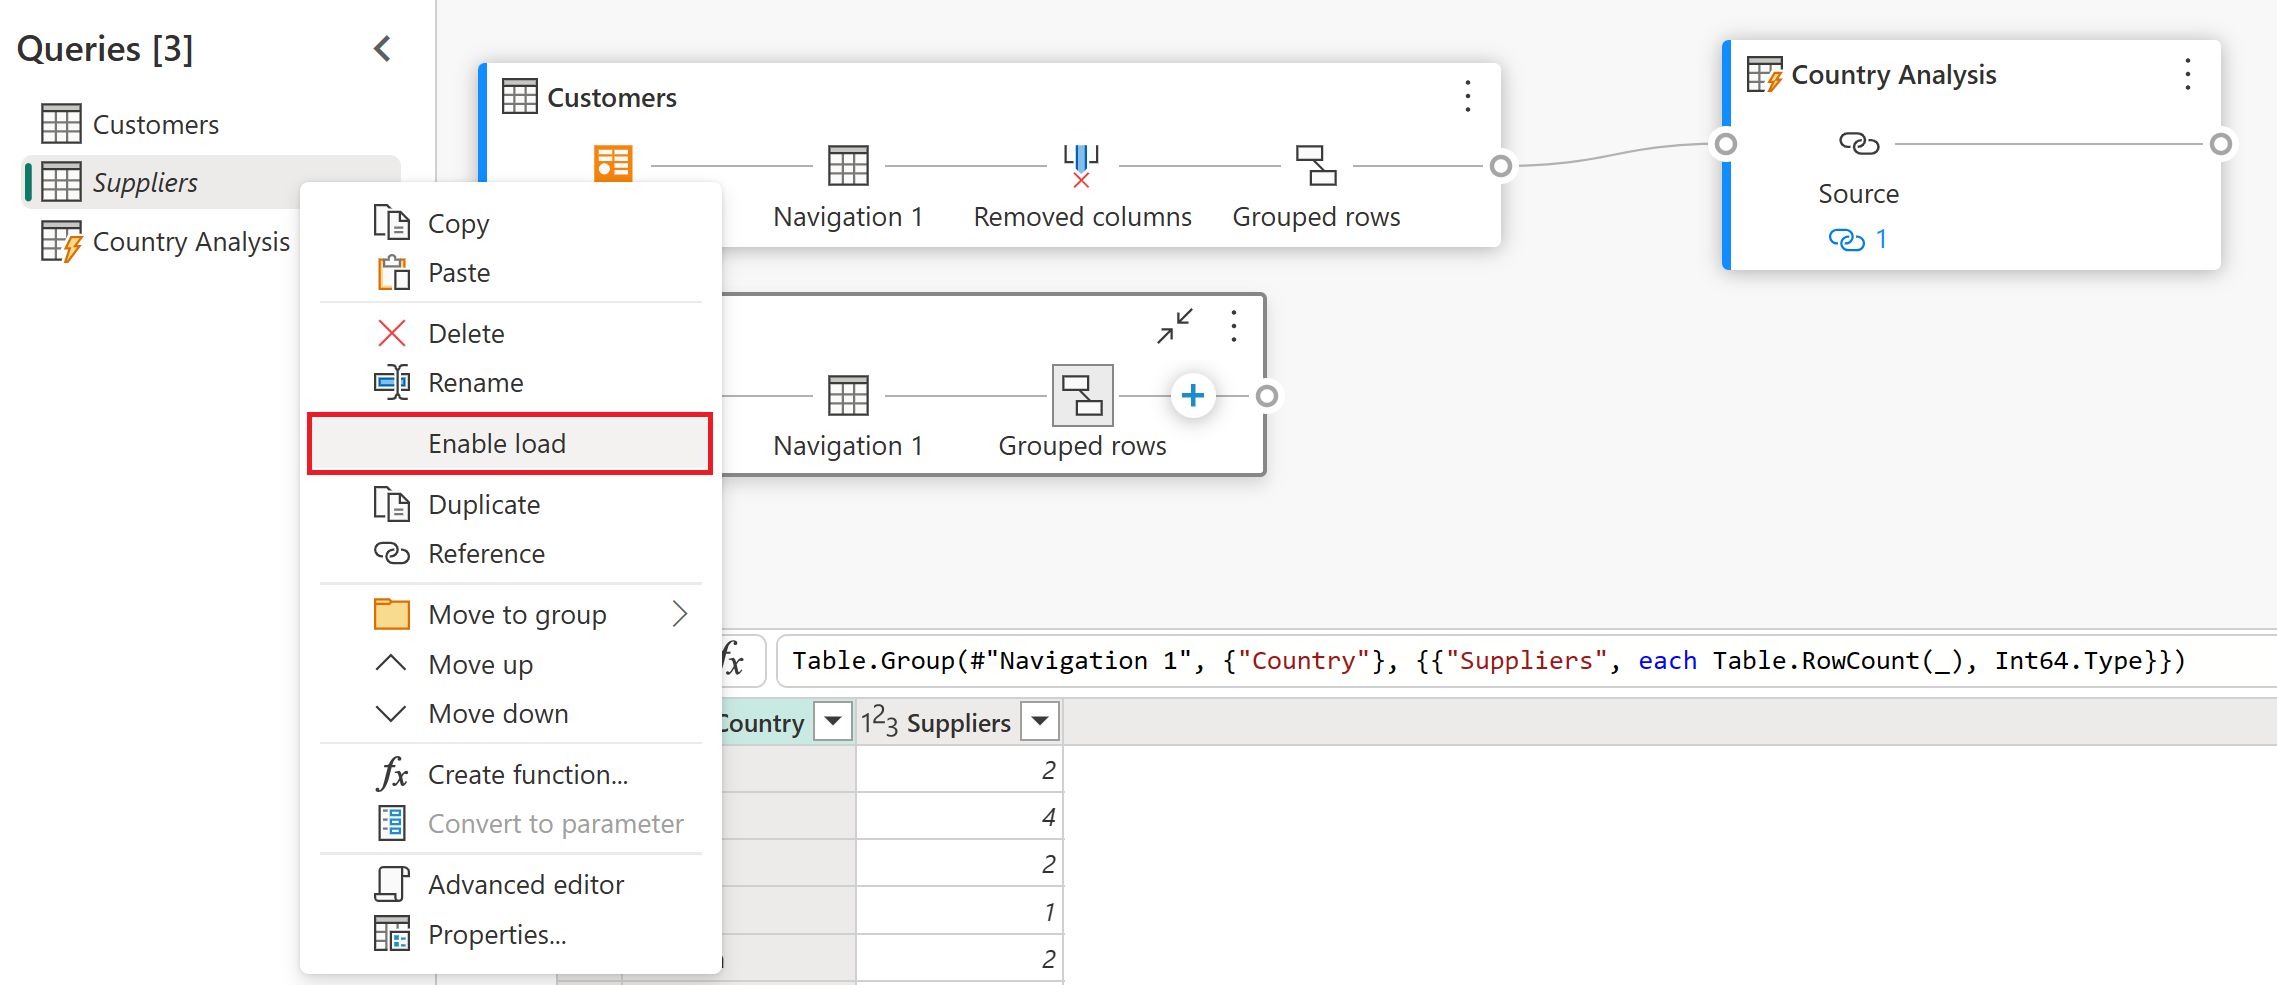 Queries [3]
Customers
Suppliers
Country Analysis
Copy
Paste
Delete
Rename
Enable load
Duplicate
Reference
Move to group
Move up
Move down
Create function...
Convert to parameter
Advanced editor
Properties...
Customers
Navigation 1
Removed columns
Grouped rows
Country Analysis
Source
1
Navigation 1
Grouped rows
fx Table.Group(#"Navigation 1", {"Country"}, {{"Suppliers", each Table.RowCount(_), Int64.Type}})
Country 123 Suppliers
2
4
2
1
2